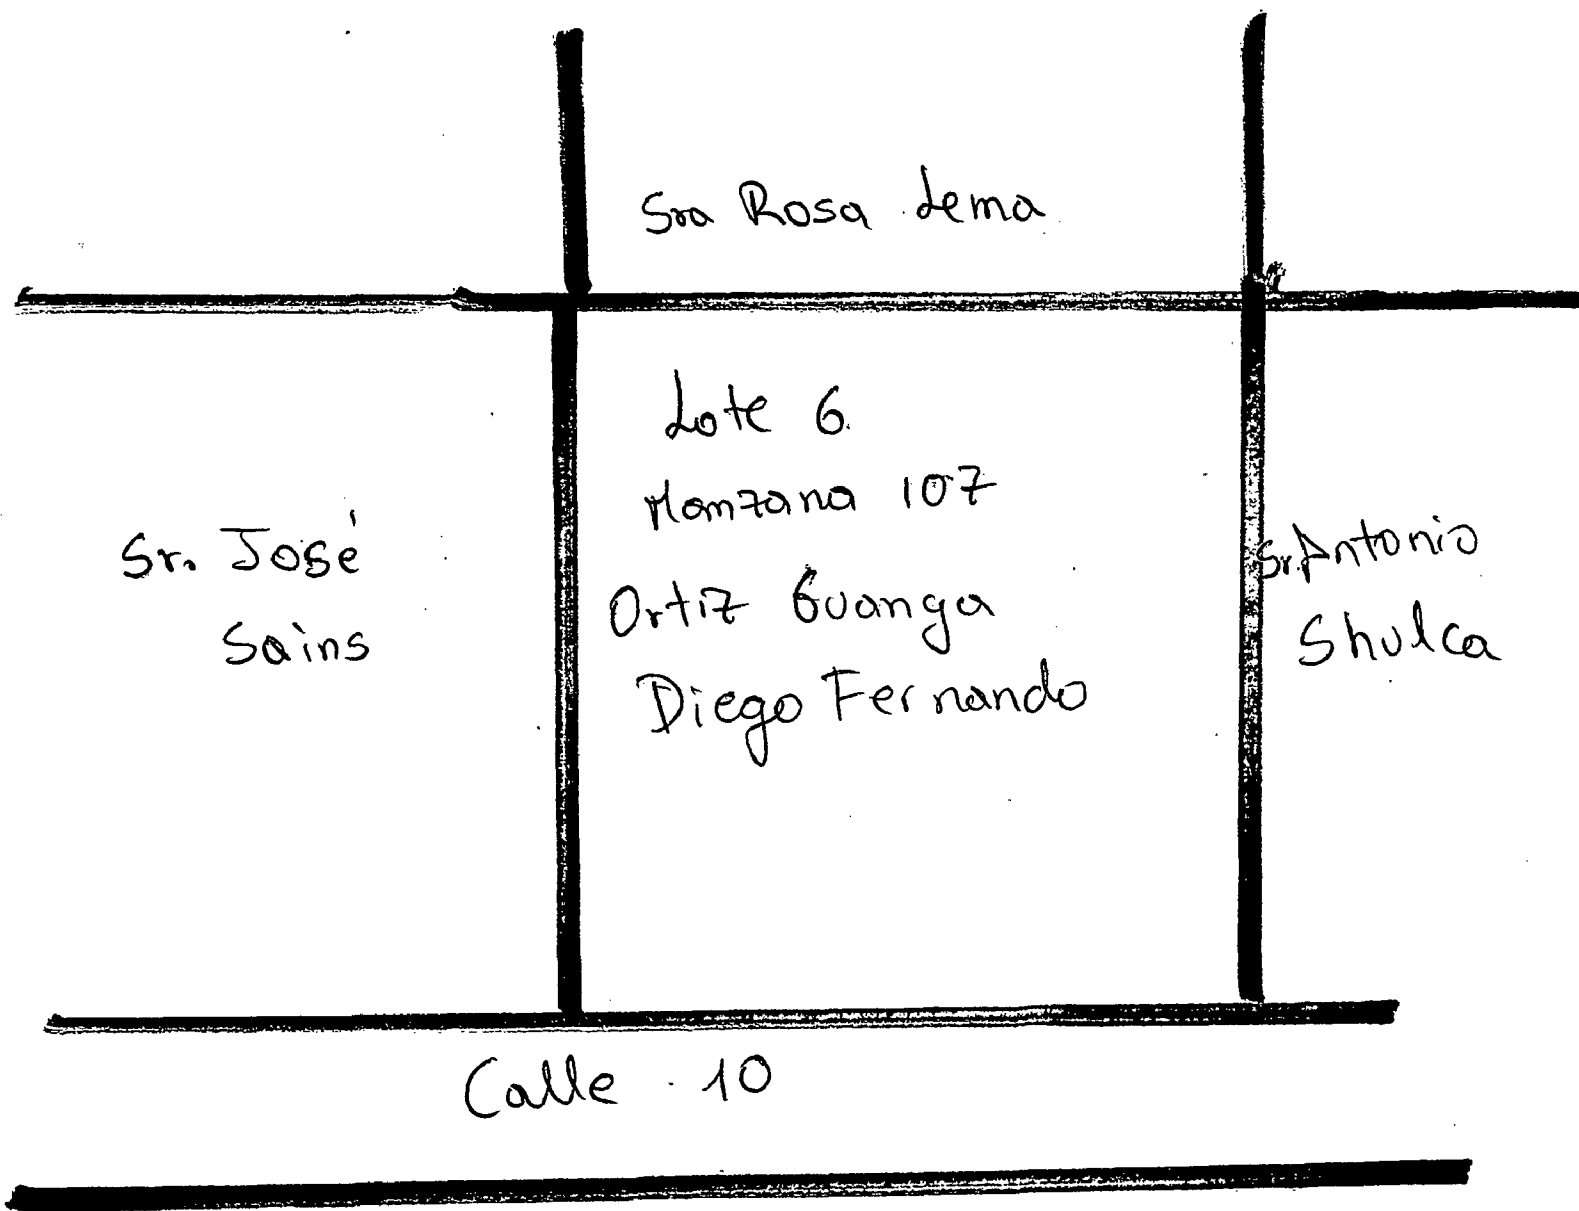 Sra Rosa Lema
Lote 6.
Manzana 107
Ortiz Guanga
Diego Fernando
Sr. José
Sains
Sr. Antonio
Shulca
Calle 10